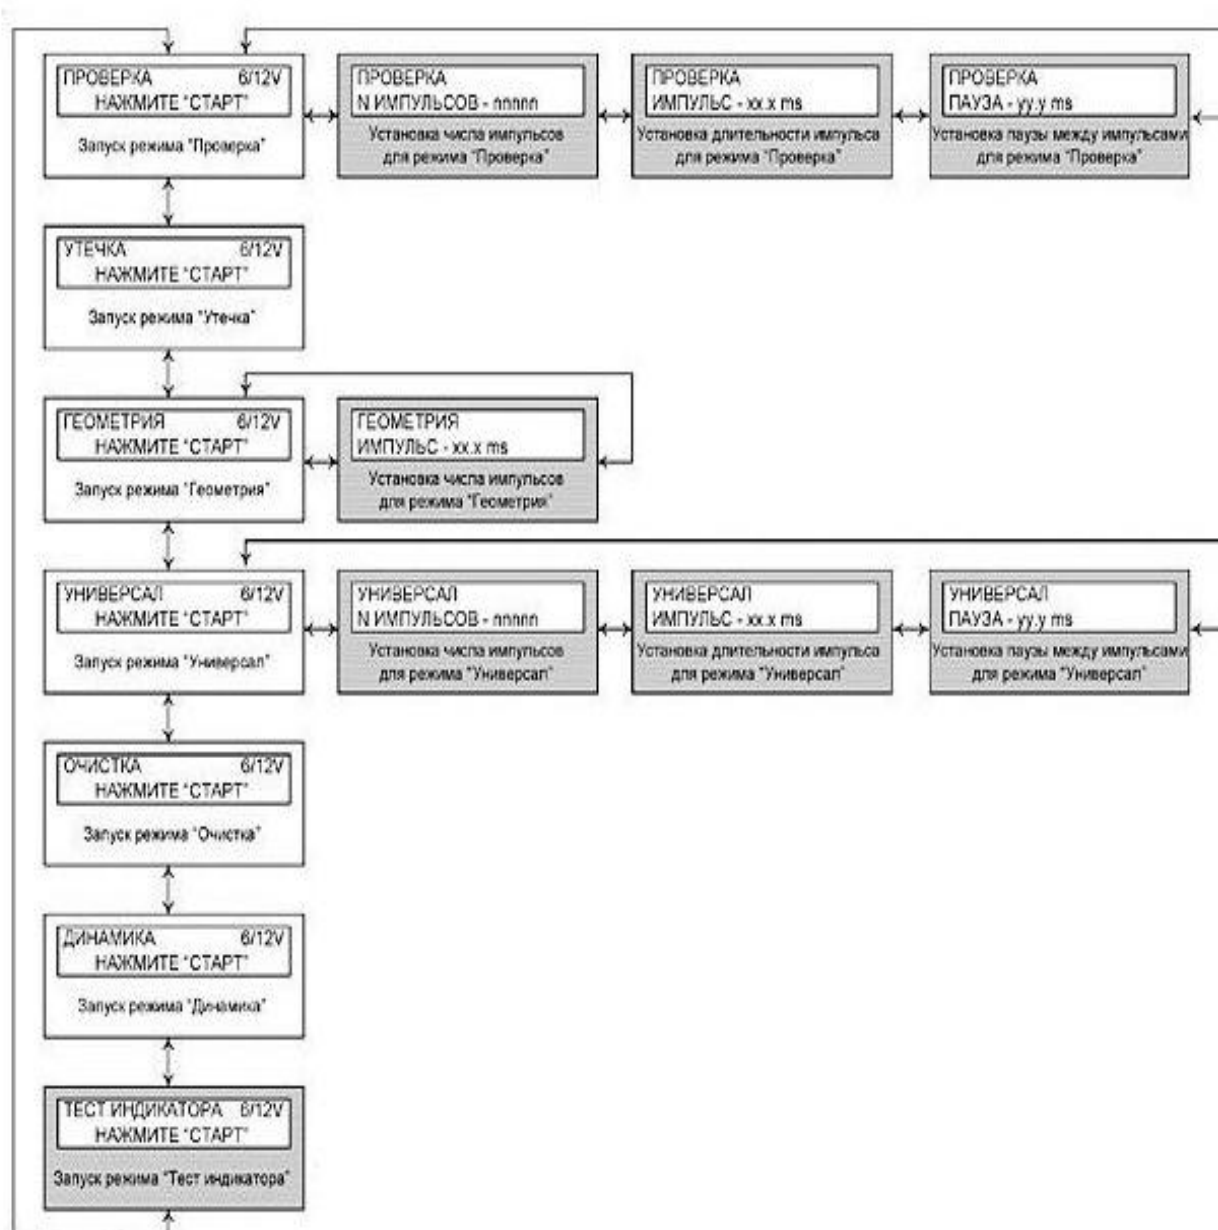 ПРОВЕРКА 6/12V
НАЖМИТЕ "СТАРТ"
Запуск режима "Проверка"
ПРОВЕРКА
N ИМПУЛЬСОВ - nnnnn
Установка числа импульсов
для режима "Проверка"
ПРОВЕРКА
ИМПУЛЬС - xx.x ms
Установка длительности импульса
для режима "Проверка"
ПРОВЕРКА
ПАУЗА - yy.y ms
Установка паузы между импульсами
для режима "Проверка"
УТЕЧКА 6/12V
НАЖМИТЕ "СТАРТ"
Запуск режима "Утечка"
ГЕОМЕТРИЯ 6/12V
НАЖМИТЕ "СТАРТ"
Запуск режима "Геометрия"
ГЕОМЕТРИЯ
ИМПУЛЬС - xx.x ms
Установка числа импульсов
для режима "Геометрия"
УНИВЕРСАЛ 6/12V
НАЖМИТЕ "СТАРТ"
Запуск режима "Универсал"
УНИВЕРСАЛ
N ИМПУЛЬСОВ - nnnnn
Установка числа импульсов
для режима "Универсал"
УНИВЕРСАЛ
ИМПУЛЬС - xx.x ms
Установка длительности импульса
для режима "Универсал"
УНИВЕРСАЛ
ПАУЗА - yy.y ms
Установка паузы между импульсами
для режима "Универсал"
ОЧИСТКА 6/12V
НАЖМИТЕ "СТАРТ"
Запуск режима "Очистка"
ДИНАМИКА 6/12V
НАЖМИТЕ "СТАРТ"
Запуск режима "Динамика"
ТЕСТ ИНДИКАТОРА 6/12V
НАЖМИТЕ "СТАРТ"
Запуск режима "Тест индикатора"